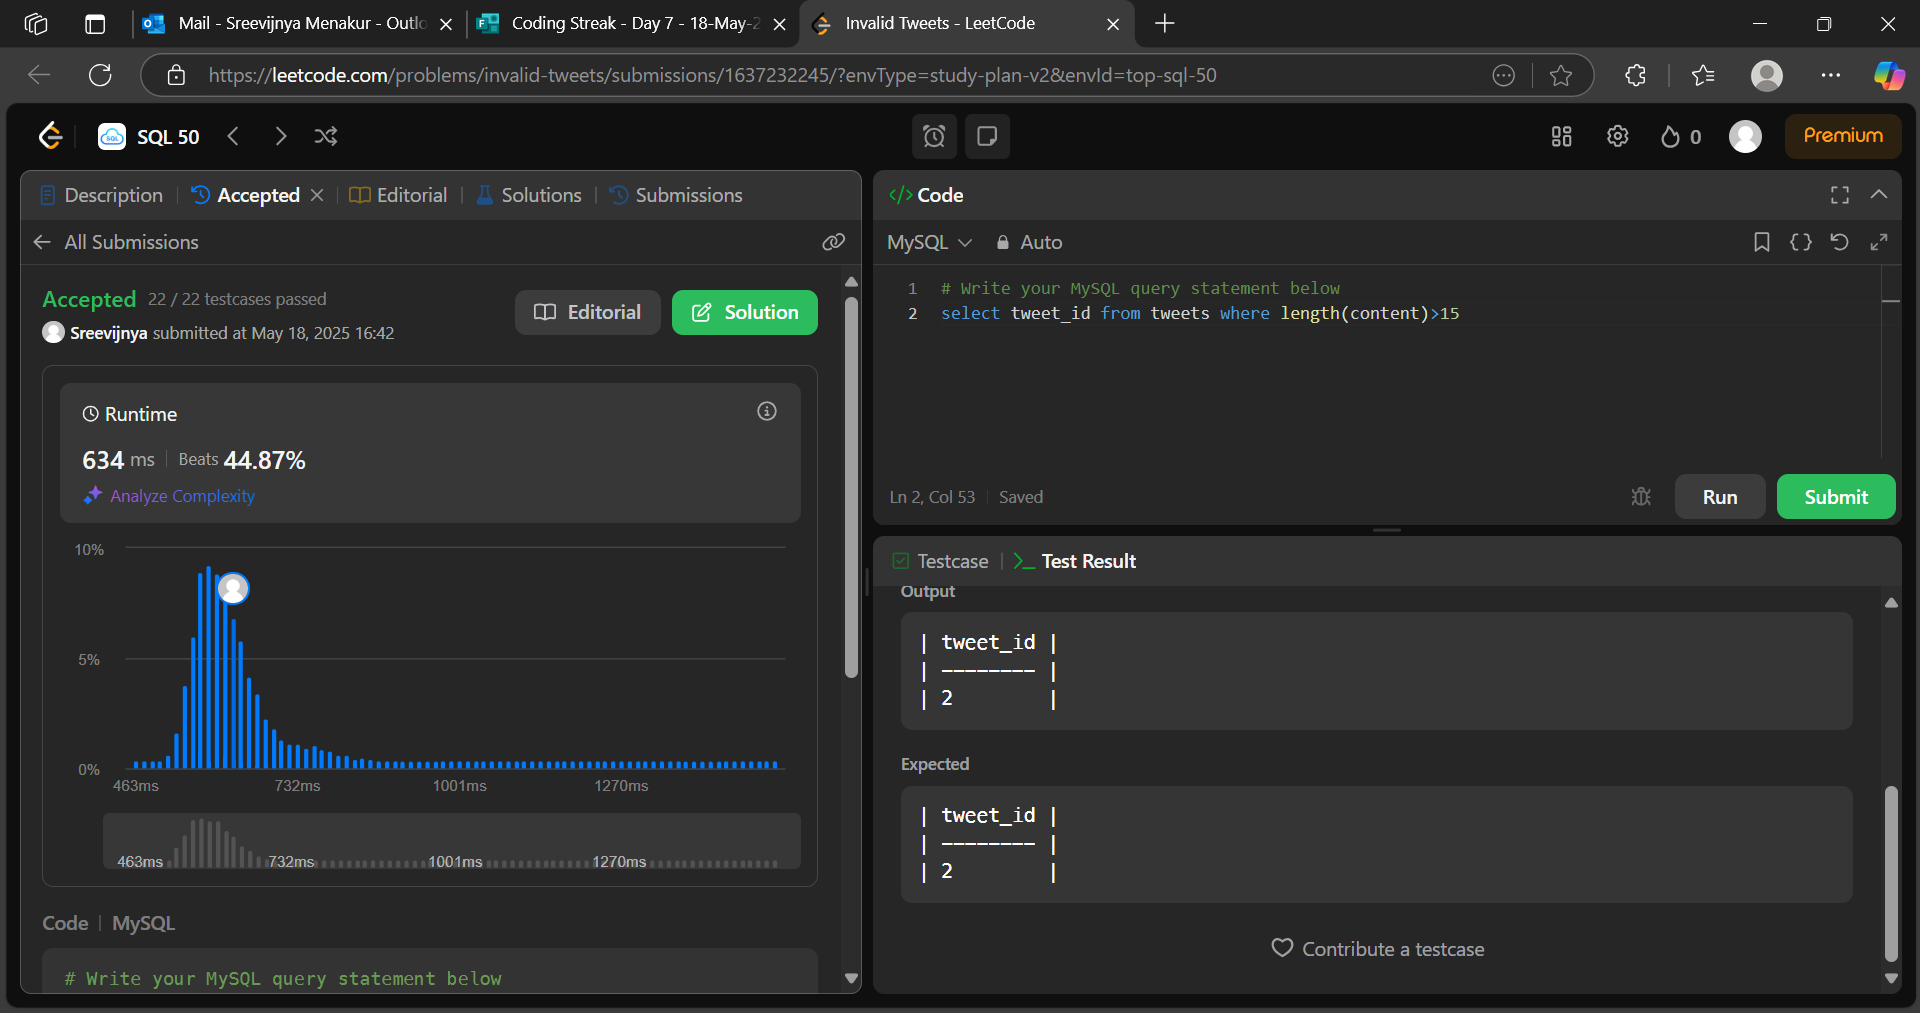 Mail - Sreevijnya Menakur - Outlo
Coding Streak - Day 7 - 18-May-2
Invalid Tweets - LeetCode
https://leetcode.com/problems/invalid-tweets/submissions/1637232245/?envType=study-plan-v2&envId=top-sql-50
SQL 50
0
Premium
Description
Accepted
Editorial
Solutions
Submissions
All Submissions
Accepted 22 / 22 testcases passed
Sreevijnya submitted at May 18, 2025 16:42
Editorial
Solution
Runtime
634 ms
Beats 44.87%
Analyze Complexity
10%
5%
0%
463ms
732ms
1001ms
1270ms
463ms
732ms
1001ms
1270ms
Code
MySQL
# Write your MySQL query statement below
Code
MySQL
Auto
1 # Write your MySQL query statement below
2 select tweet_id from tweets where length(content)>15
Ln 2, Col 53
Saved
Run
Submit
Testcase
Test Result
Output
| tweet_id |
| -------- |
| 2        |
Expected
| tweet_id |
| -------- |
| 2        |
Contribute a testcase